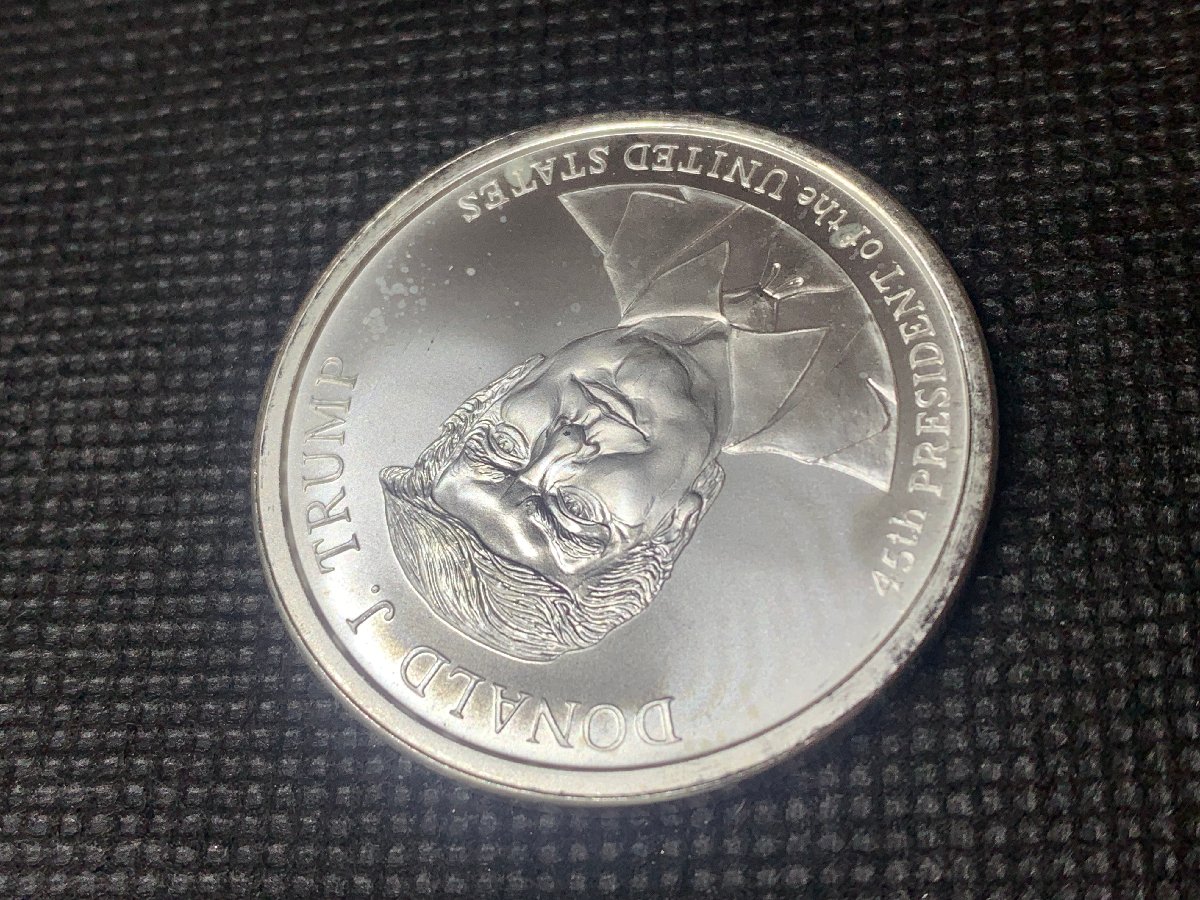 DONALD J. TRUMP
45th PRESIDENT of the UNITED STATES